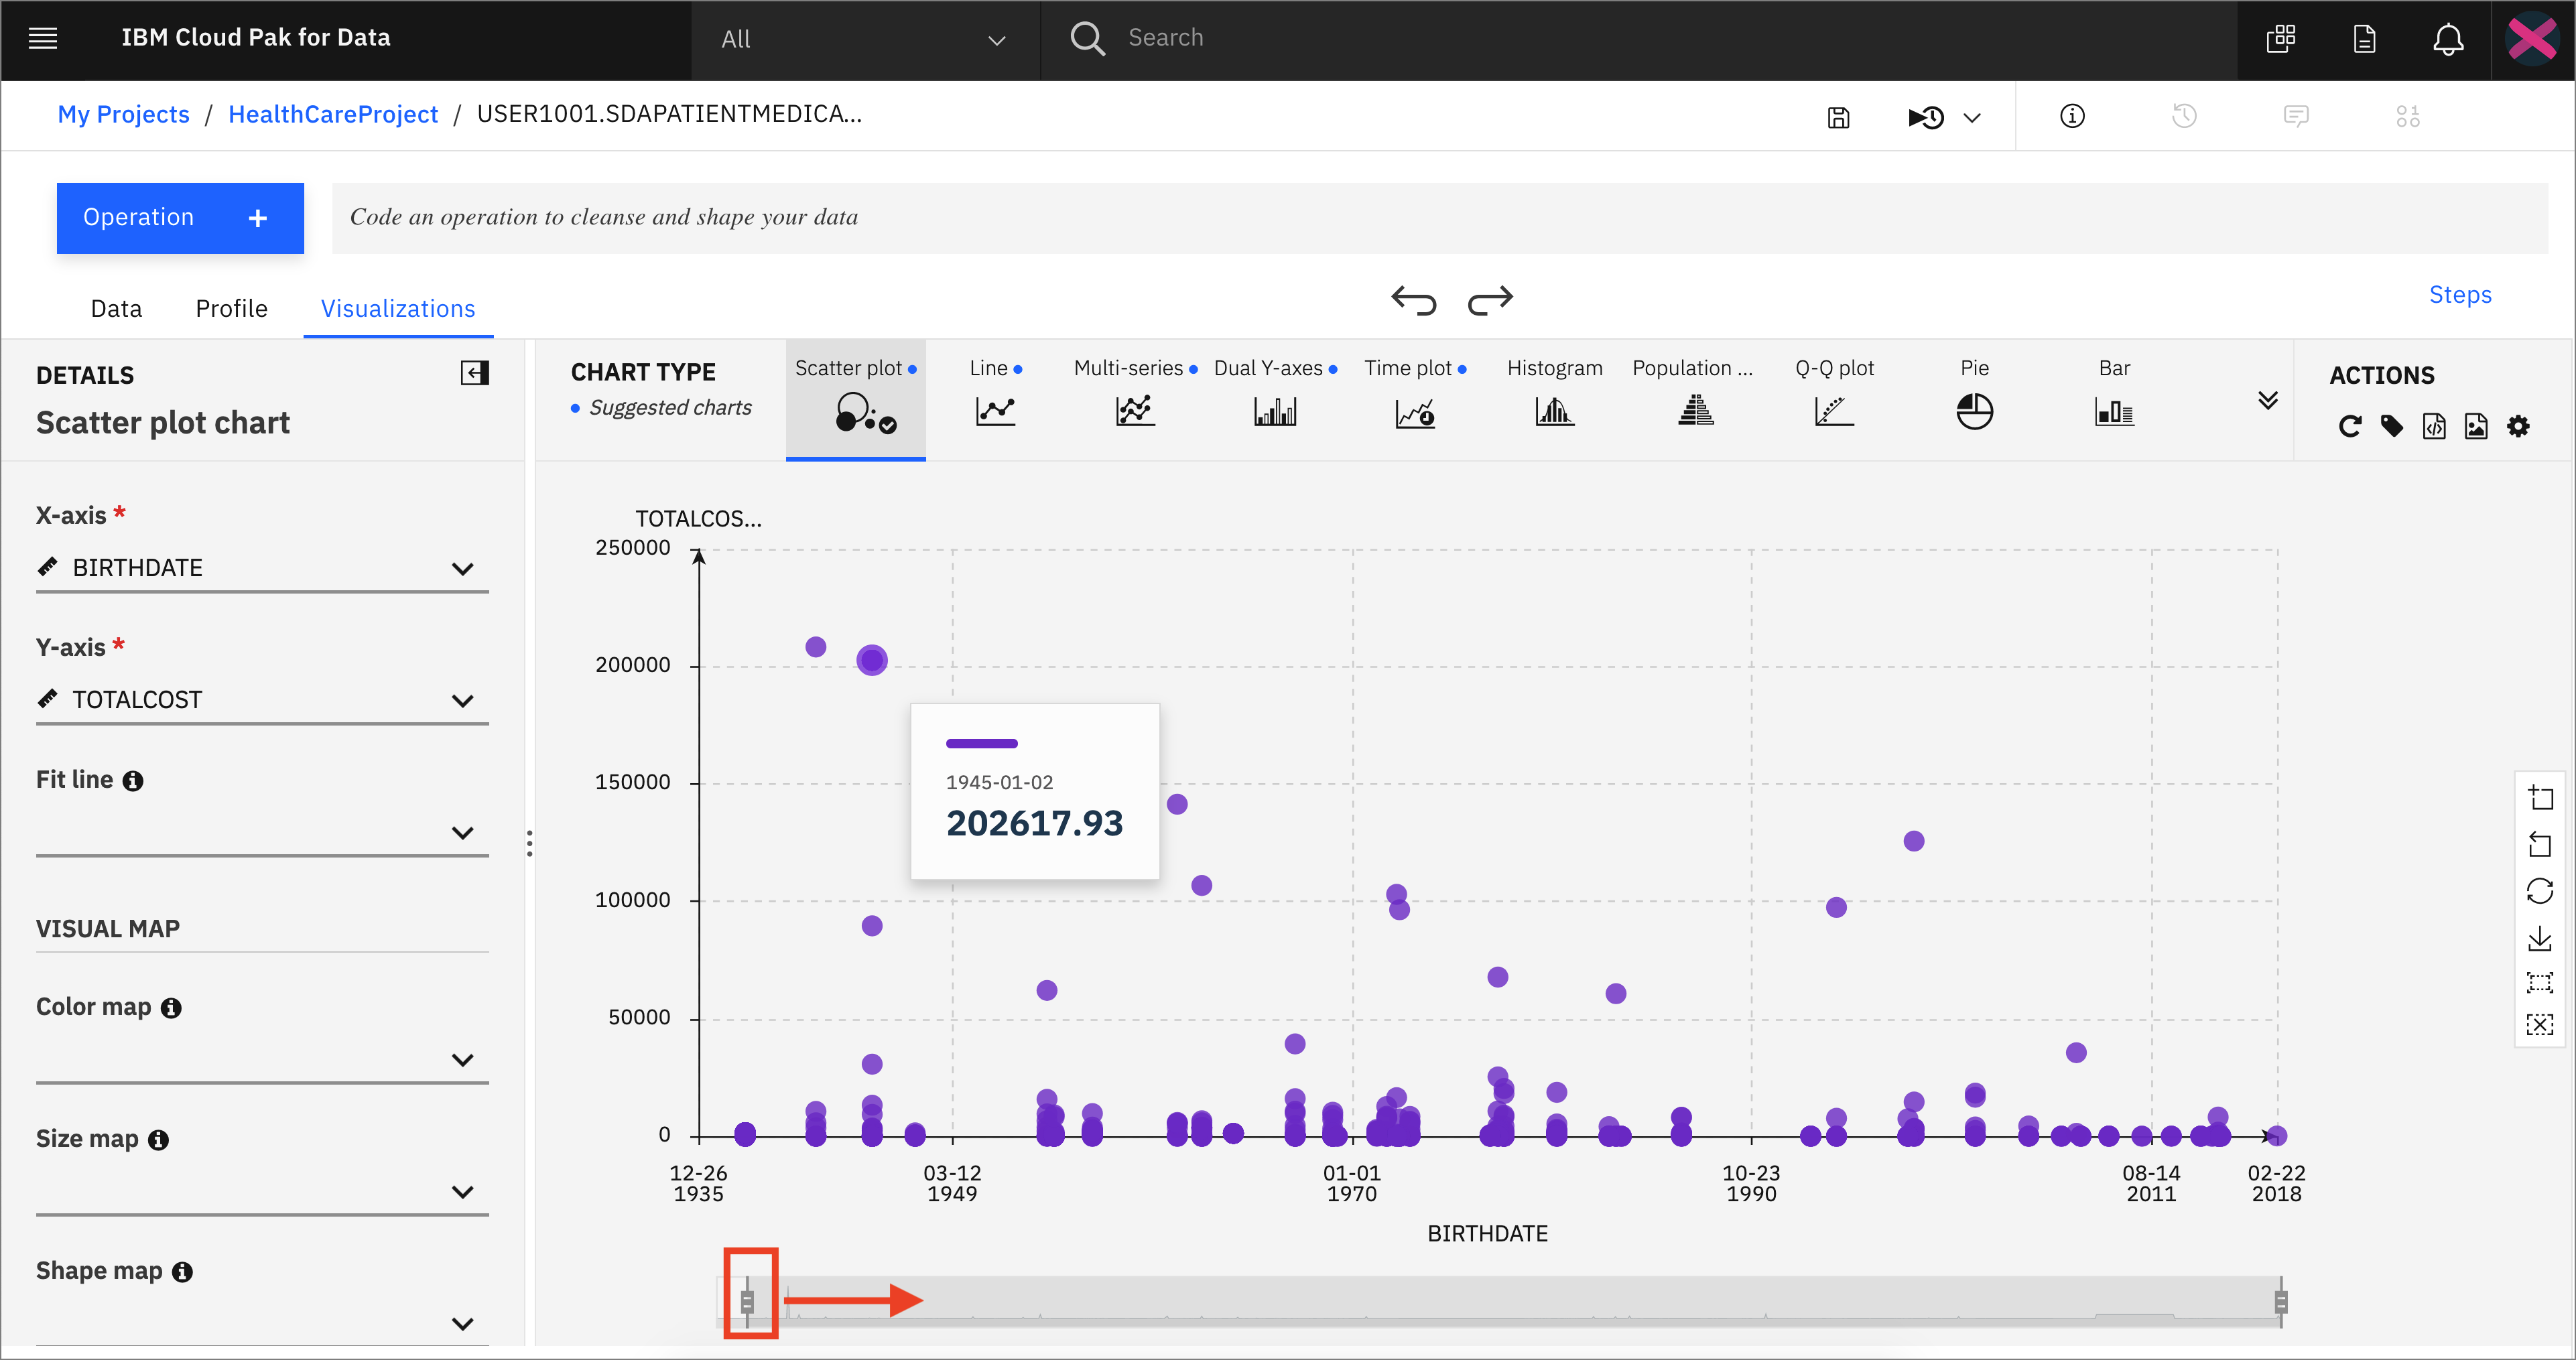 IBM Cloud Pak for Data
All
Search
My Projects / HealthCareProject / USER1001.SDAPATIENTMEDICA...
Operation +
Code an operation to cleanse and shape your data
Data
Profile
Visualizations
Steps
DETAILS
Scatter plot chart
X-axis *
BIRTHDATE
Y-axis *
TOTALCOST
Fit line
VISUAL MAP
Color map
Size map
Shape map
CHART TYPE
Suggested charts
Scatter plot
Line
Multi-series
Dual Y-axes
Time plot
Histogram
Population ...
Q-Q plot
Pie
Bar
ACTIONS
TOTALCOS...
250000
200000
150000
100000
50000
0
1945-01-02
202617.93
12-26
1935
03-12
1949
01-01
1970
10-23
1990
08-14
2011
02-22
2018
BIRTHDATE